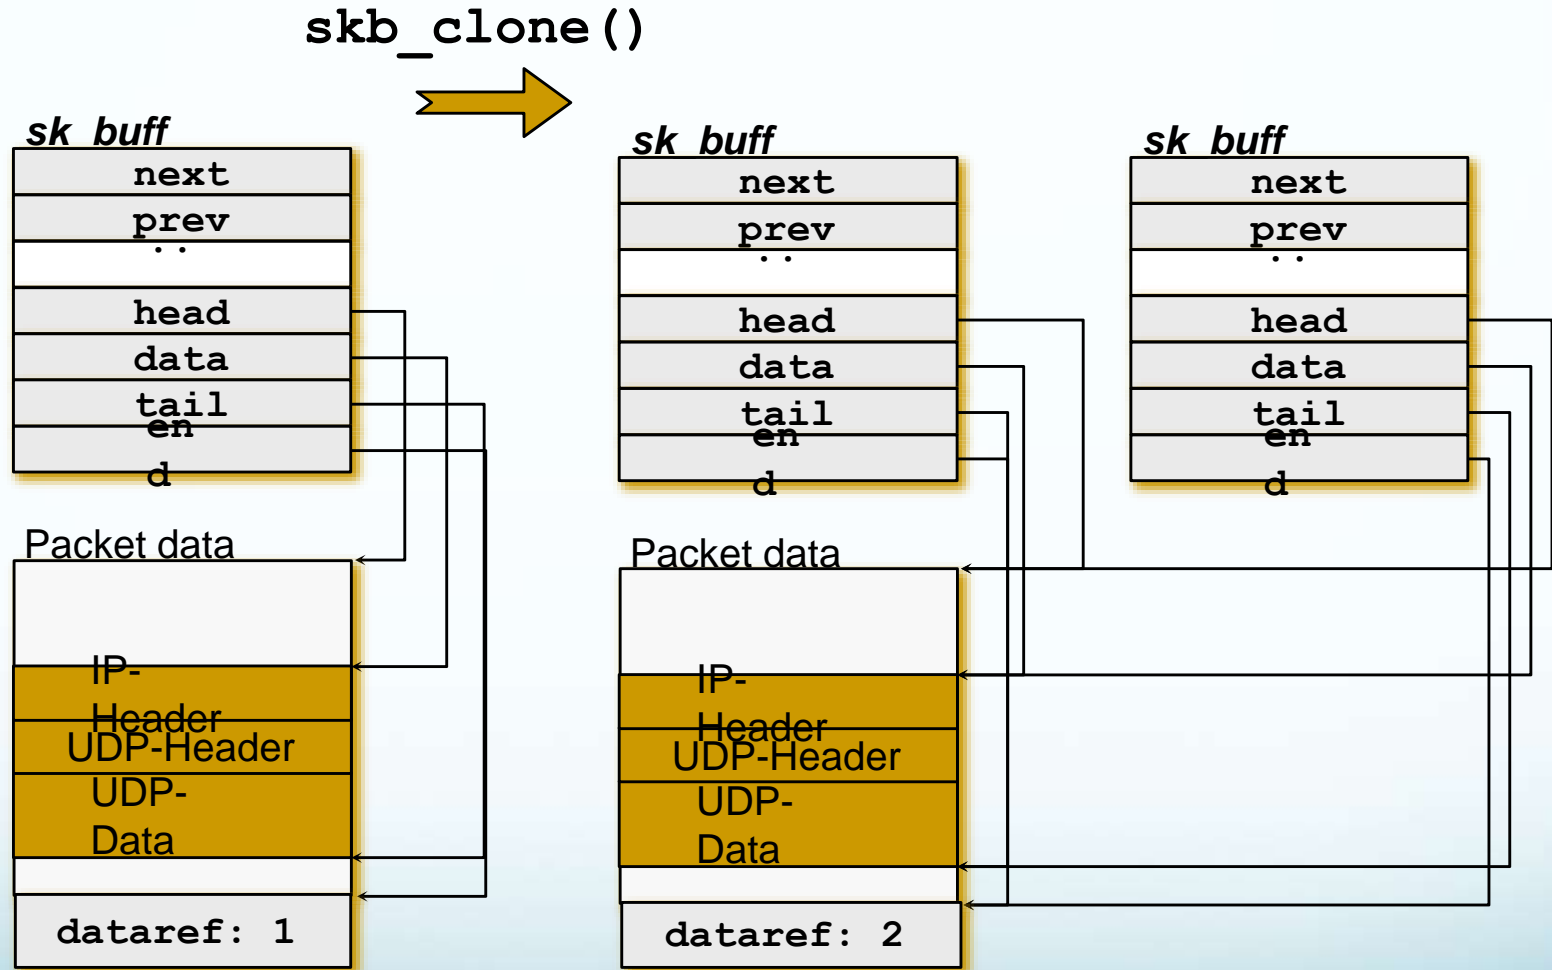 skb_clone()
sk_buff
next
prev
..
head
data
tail
en
d
Packet data
IP-
Header
UDP-Header
UDP-
Data
dataref: 1
sk_buff
next
prev
..
head
data
tail
en
d
Packet data
IP-
Header
UDP-Header
UDP-
Data
dataref: 2
sk_buff
next
prev
..
head
data
tail
en
d